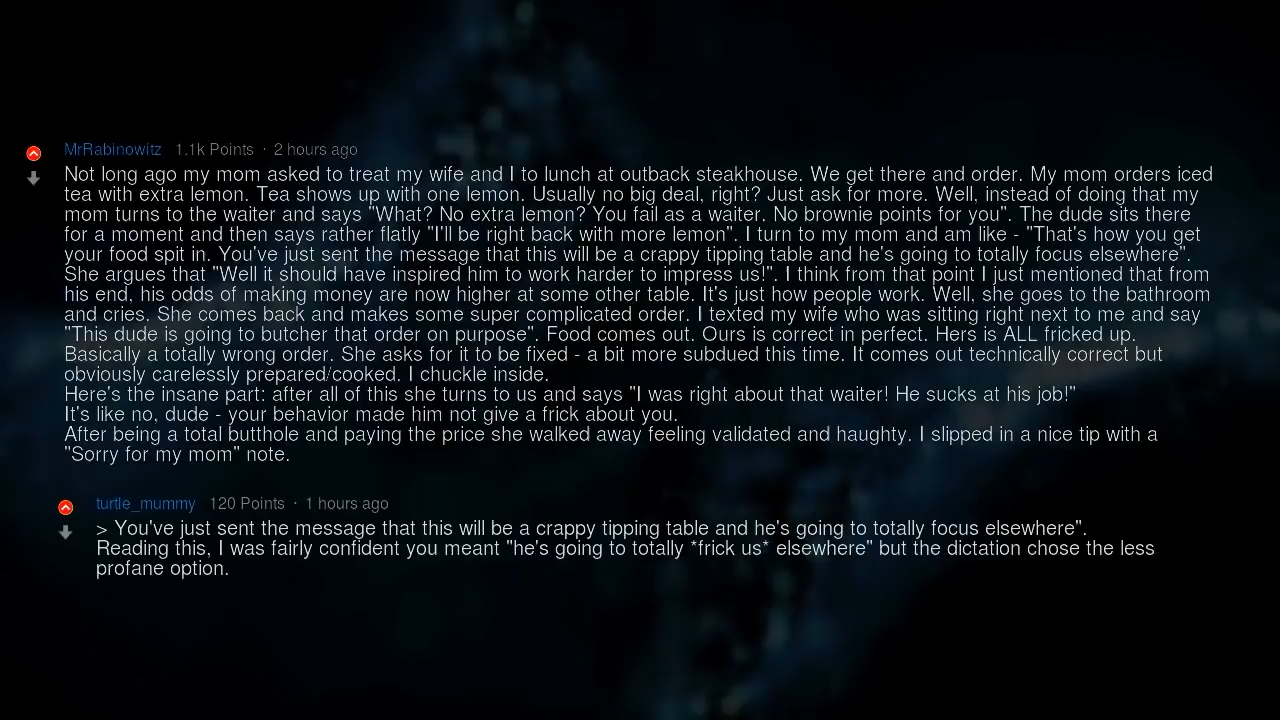 MrRabinowitz 1.1k Points · 2 hours ago
Not long ago my mom asked to treat my wife and I to lunch at outback steakhouse. We get there and order. My mom orders iced
tea with extra lemon. Tea shows up with one lemon. Usually no big deal, right? Just ask for more. Well, instead of doing that my
mom turns to the waiter and says "What? No extra lemon? You fail as a waiter. No brownie points for you". The dude sits there
for a moment and then says rather flatly "I'll be right back with more lemon". I turn to my mom and am like - "That's how you get
your food spit in. You've just sent the message that this will be a crappy tipping table and he's going to totally focus elsewhere".
She argues that "Well it should have inspired him to work harder to impress us!". I think from that point I just mentioned that from
his end, his odds of making money are now higher at some other table. It's just how people work. Well, she goes to the bathroom
and cries. She comes back and makes some super complicated order. I texted my wife who was sitting right next to me and say
"This dude is going to butcher that order on purpose". Food comes out. Ours is correct in perfect. Hers is ALL fricked up.
Basically a totally wrong order. She asks for it to be fixed - a bit more subdued this time. It comes out technically correct but
obviously carelessly prepared/cooked. I chuckle inside.
Here's the insane part: after all of this she turns to us and says "I was right about that waiter! He sucks at his job!"
It's like no, dude - your behavior made him not give a frick about you.
After being a total butthole and paying the price she walked away feeling validated and haughty. I slipped in a nice tip with a
"Sorry for my mom" note.
turtle_mummy 120 Points · 1 hours ago
> You've just sent the message that this will be a crappy tipping table and he's going to totally focus elsewhere".
Reading this, I was fairly confident you meant "he's going to totally *frick us* elsewhere" but the dictation chose the less
profane option.